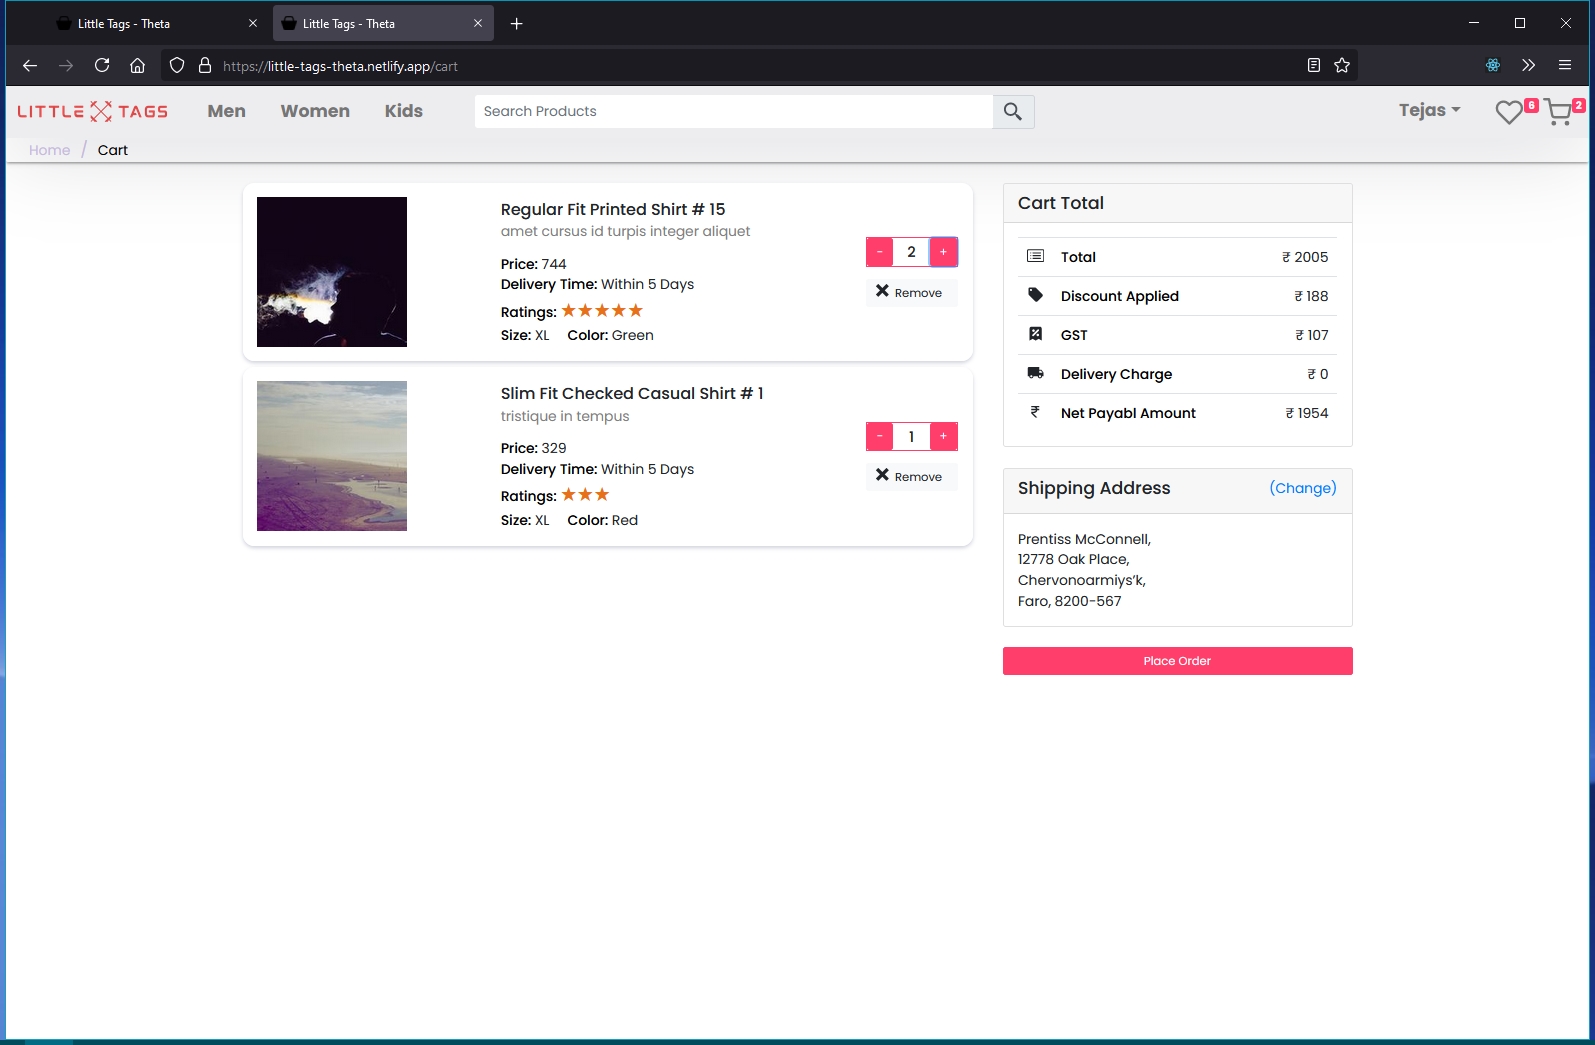 Little Tags - Theta
Little Tags - Theta
https://little-tags-theta.netlify.app/cart
LITTLE TAGS
Men
Women
Kids
Search Products
Tejas
6
2
Home / Cart
Regular Fit Printed Shirt # 15
amet cursus id turpis integer aliquet
Price: 744
Delivery Time: Within 5 Days
Ratings: ★★★★★
Size: XL Color: Green
- 2 +
✖ Remove
Slim Fit Checked Casual Shirt # 1
tristique in tempus
Price: 329
Delivery Time: Within 5 Days
Ratings: ★★★
Size: XL Color: Red
- 1 +
✖ Remove
Cart Total
Total ₹ 2005
Discount Applied ₹ 188
GST ₹ 107
Delivery Charge ₹ 0
₹ Net Payabl Amount ₹ 1954
Shipping Address (Change)
Prentiss McConnell,
12778 Oak Place,
Chervonoarmiys’k,
Faro, 8200-567
Place Order